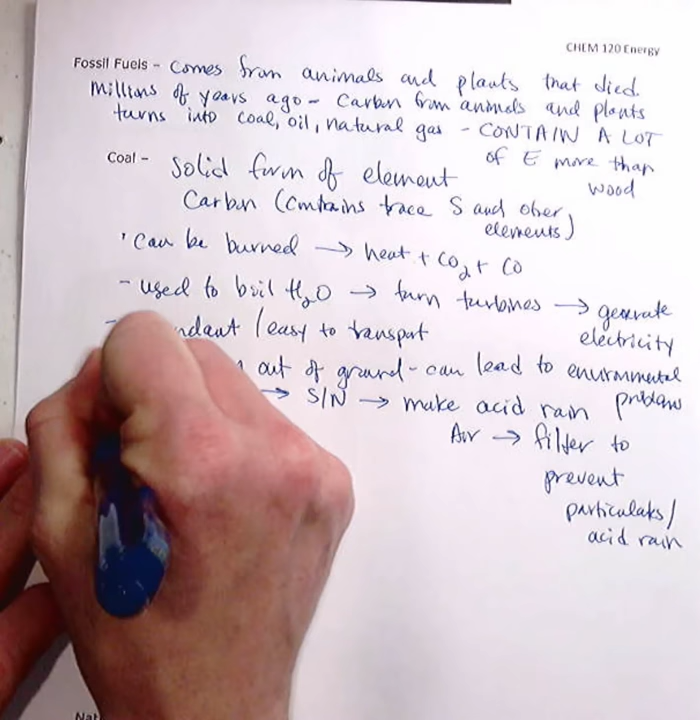 CHEM 120 Energy
Fossil Fuels - Comes from animals and plants that died
Millions of years ago - Carbon from animals and plants
turns into coal, oil, natural gas - CONTAIN A LOT
of E more than
wood
Coal - Solid form of element
Carbon (contains trace S and other
elements)
' can be burned → heat + CO₂ + CO
- used to boil H₂O → turn turbines → generate
electricity
ndant / easy to transport
out of ground - can lead to environmental
problems
→ S/N → make acid rain
Air → filter to
prevent
particulates/
acid rain
Nat